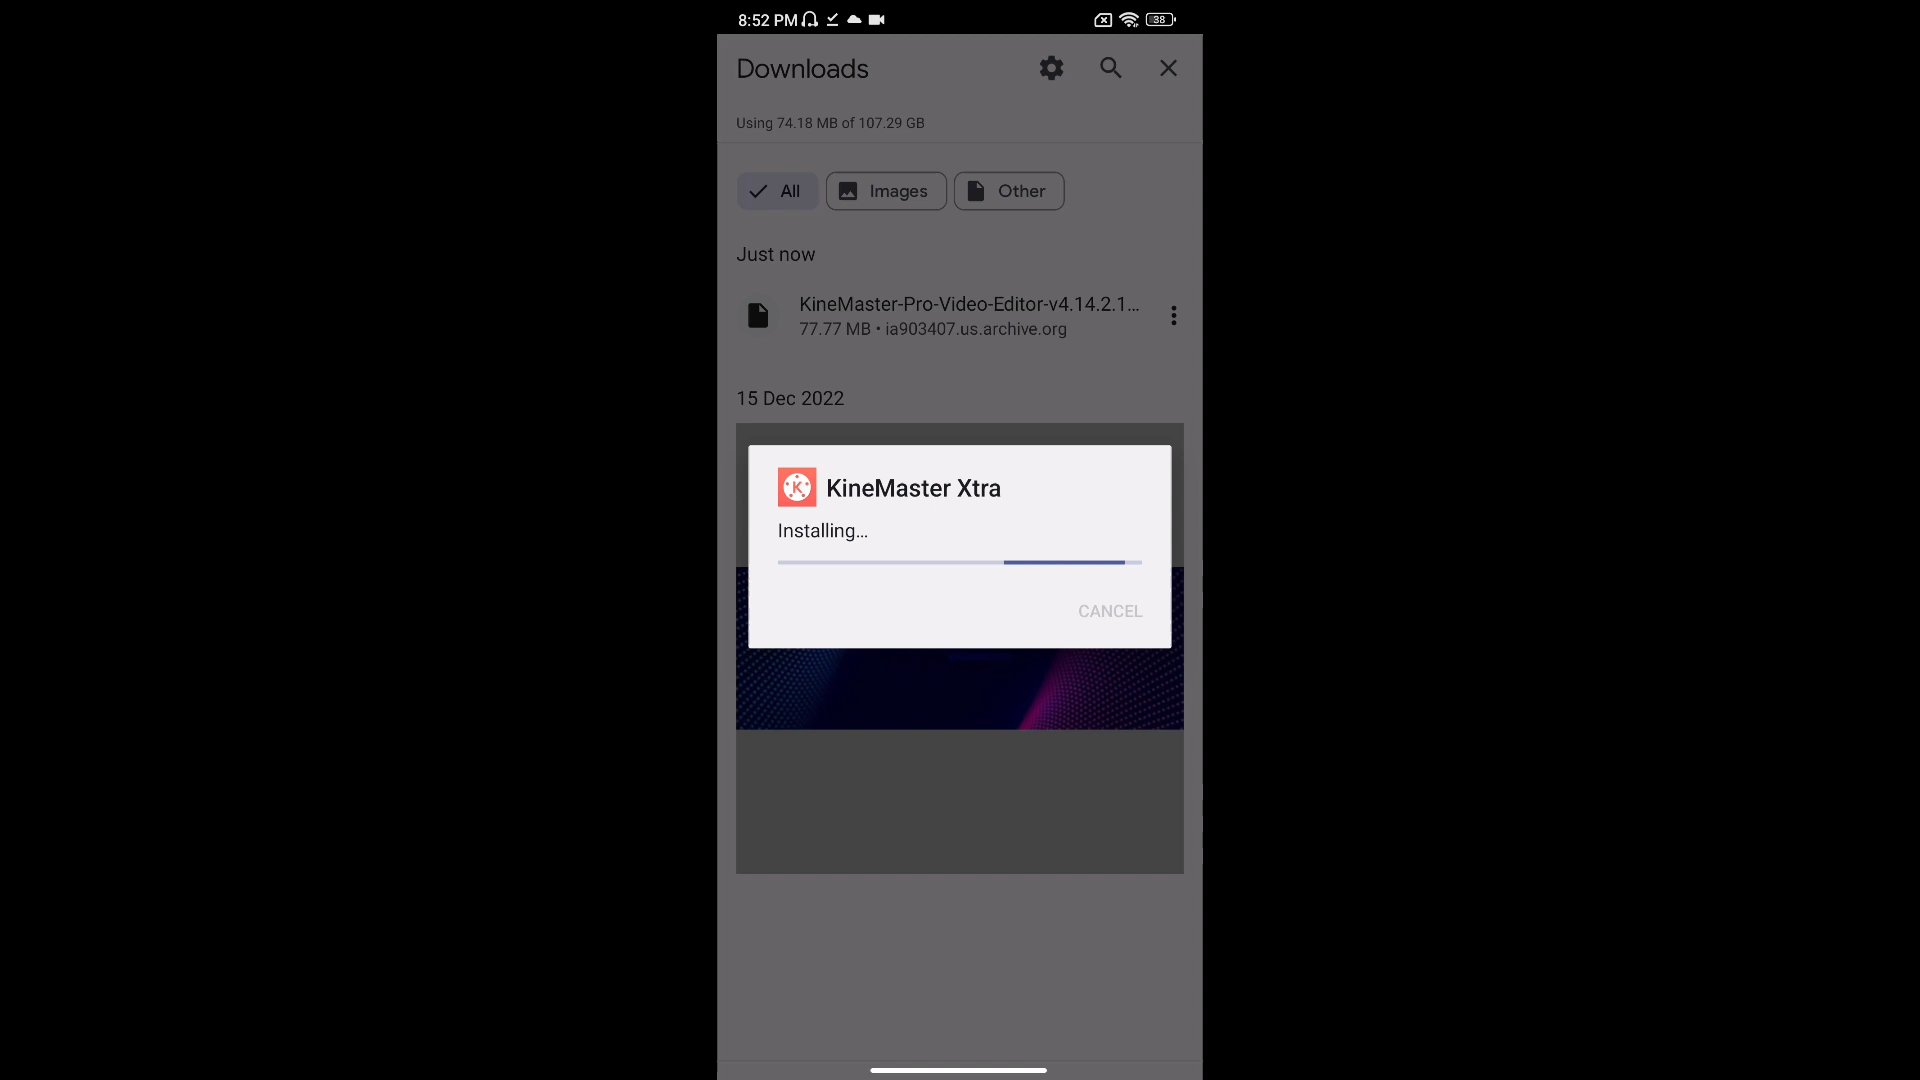 8:52 PM
38
Downloads
Using 74.18 MB of 107.29 GB
All
Images
Other
Just now
KineMaster-Pro-Video-Editor-v4.14.2.1...
77.77 MB • ia903407.us.archive.org
15 Dec 2022
K
KineMaster Xtra
Installing...
CANCEL